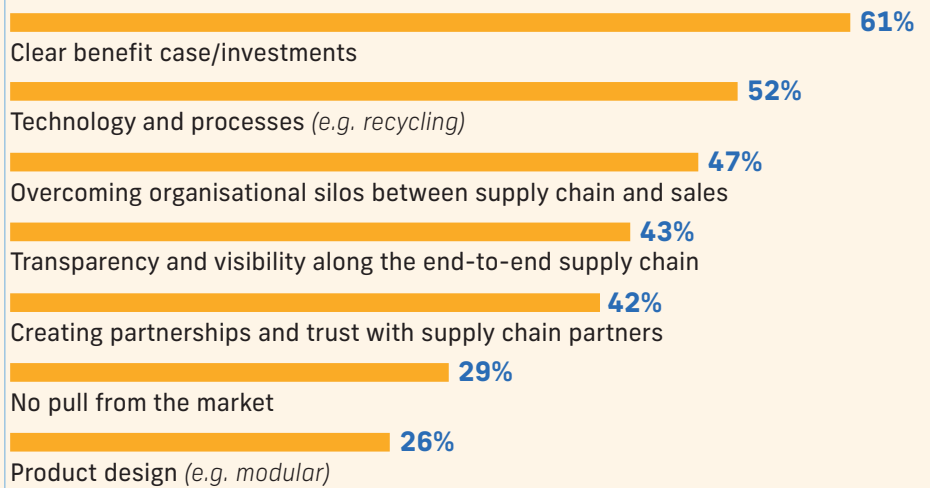 61%
Clear benefit case/investments
52%
Technology and processes (e.g. recycling)
47%
Overcoming organisational silos between supply chain and sales
43%
Transparency and visibility along the end-to-end supply chain
42%
Creating partnerships and trust with supply chain partners
29%
No pull from the market
26%
Product design (e.g. modular)